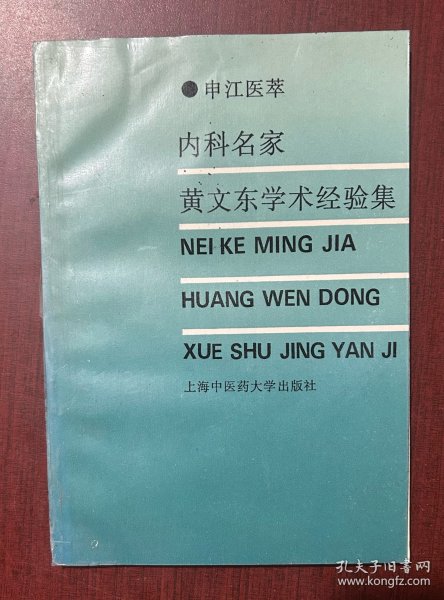 ●申江医萃
内科名家
黄文东学术经验集
NEI KE MING JIA
HUANG WEN DONG
XUE SHU JING YAN JI
上海中医药大学出版社
孔夫子旧书网
www.kongfz.com